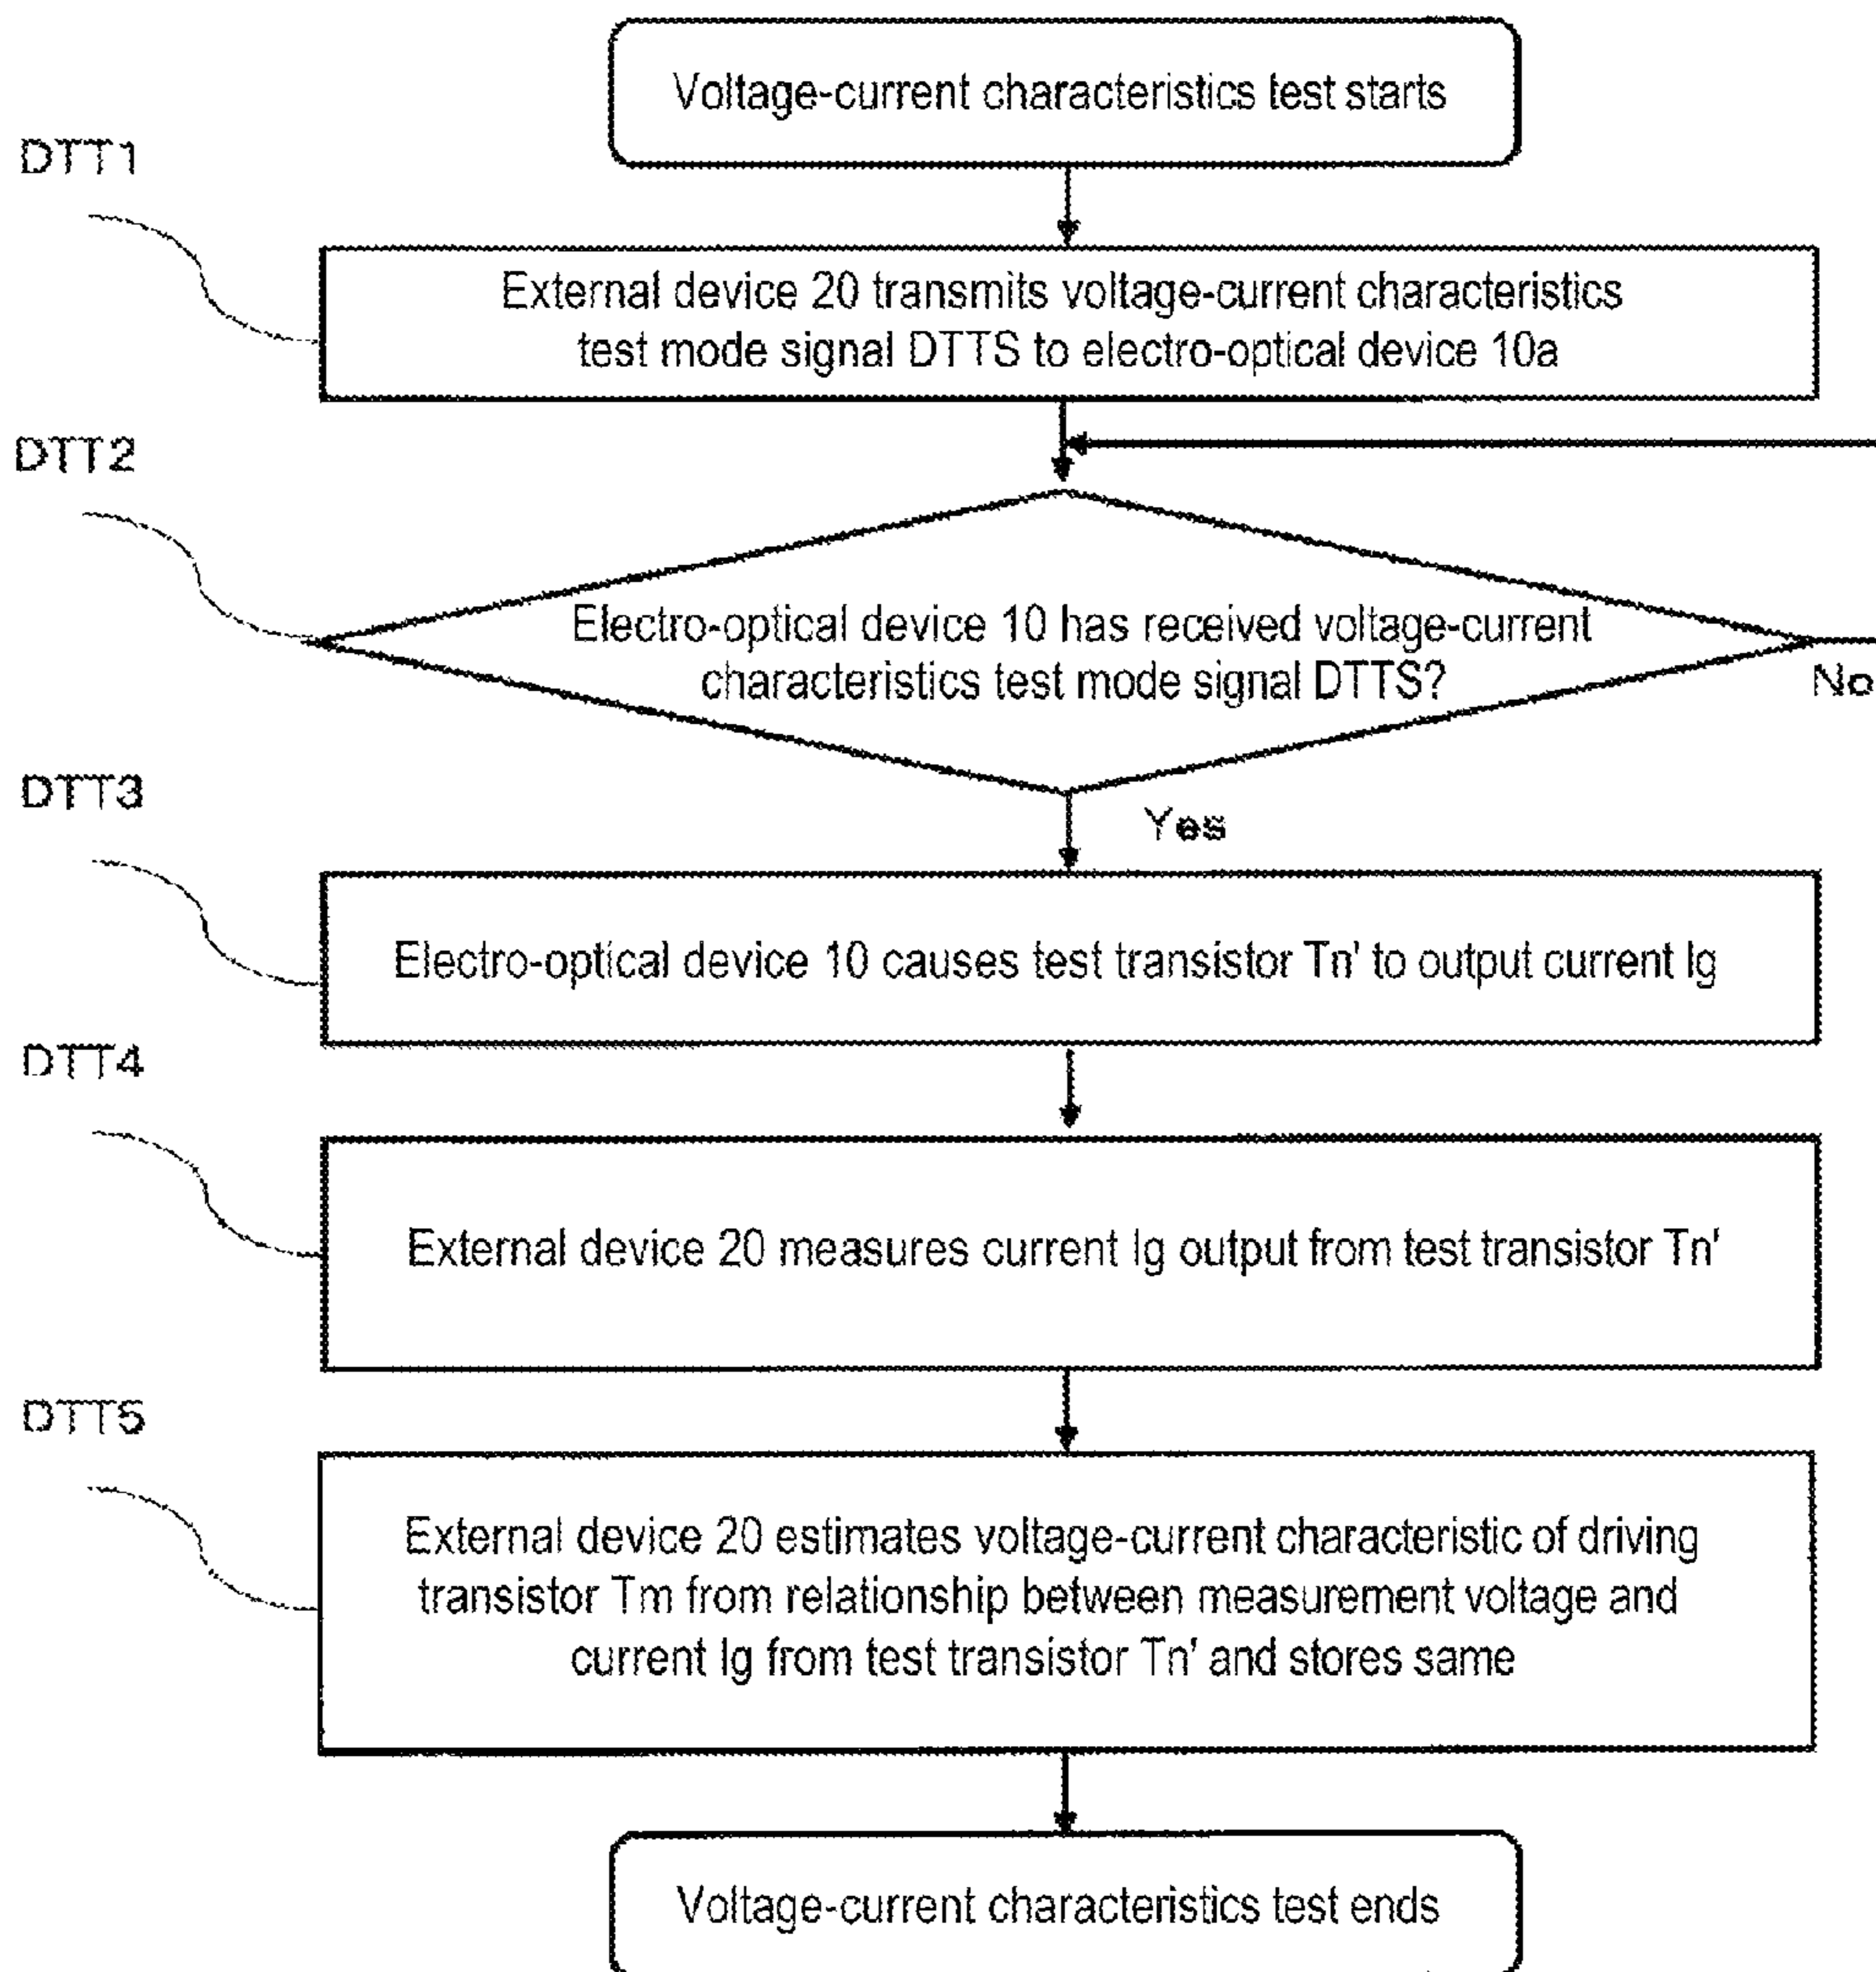 Voltage-current characteristics test starts
DTT1
External device 20 transmits voltage-current characteristics
test mode signal DTTS to electro-optical device 10a
DTT2
Electro-optical device 10 has received voltage-current
characteristics test mode signal DTTS?
No
Yes
DTT3
Electro-optical device 10 causes test transistor Tn' to output current Ig
DTT4
External device 20 measures current Ig output from test transistor Tn'
DTT5
External device 20 estimates voltage-current characteristic of driving
transistor Tm from relationship between measurement voltage and
current Ig from test transistor Tn' and stores same
Voltage-current characteristics test ends